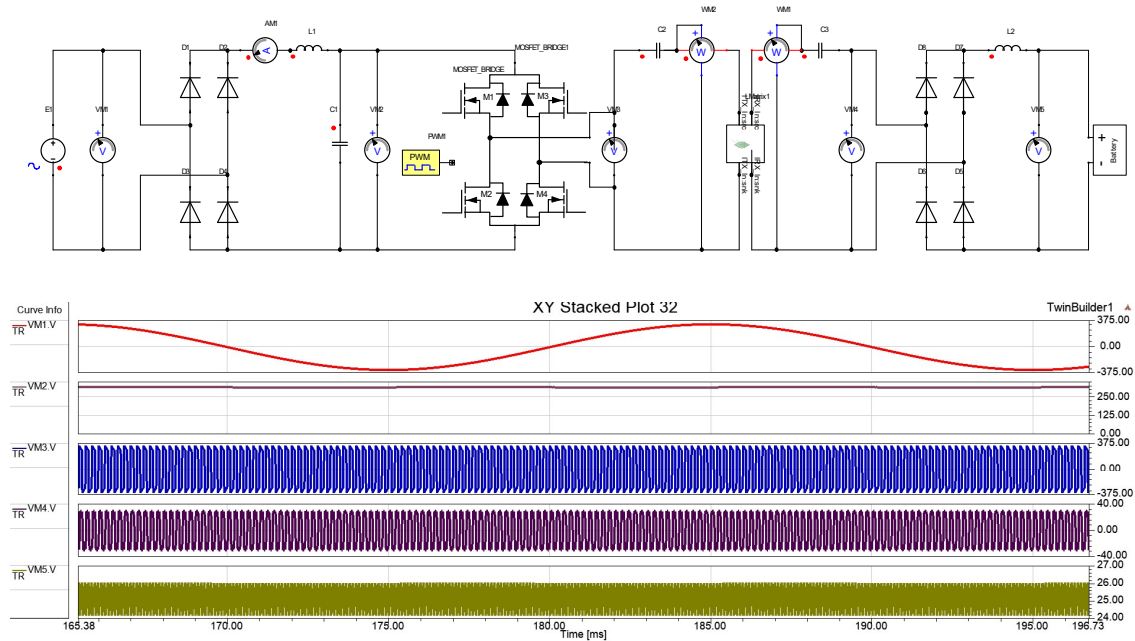 AM1
WM2
WM1
L1
C2
C3
L2
D1
D2
MOSFET_BRIDGE1
D8
D7
MOSFET_BRIDGE
M1
M3
E1
VM1
C1
VM2
VM3
VM4
VM5
PWM1
PWM
Battery
D3
D4
M2
M4
D6
D5
XY Stacked Plot 32
Curve Info
TwinBuilder1
VM1.V
TR
375.00
0.00
-375.00
VM2.V
TR
250.00
125.00
0.00
VM3.V
TR
375.00
0.00
-375.00
VM4.V
TR
40.00
0.00
-40.00
VM5.V
TR
27.00
26.00
25.00
24.00
165.38 170.00 175.00 180.00 185.00 190.00 195.00 196.73
Time [ms]